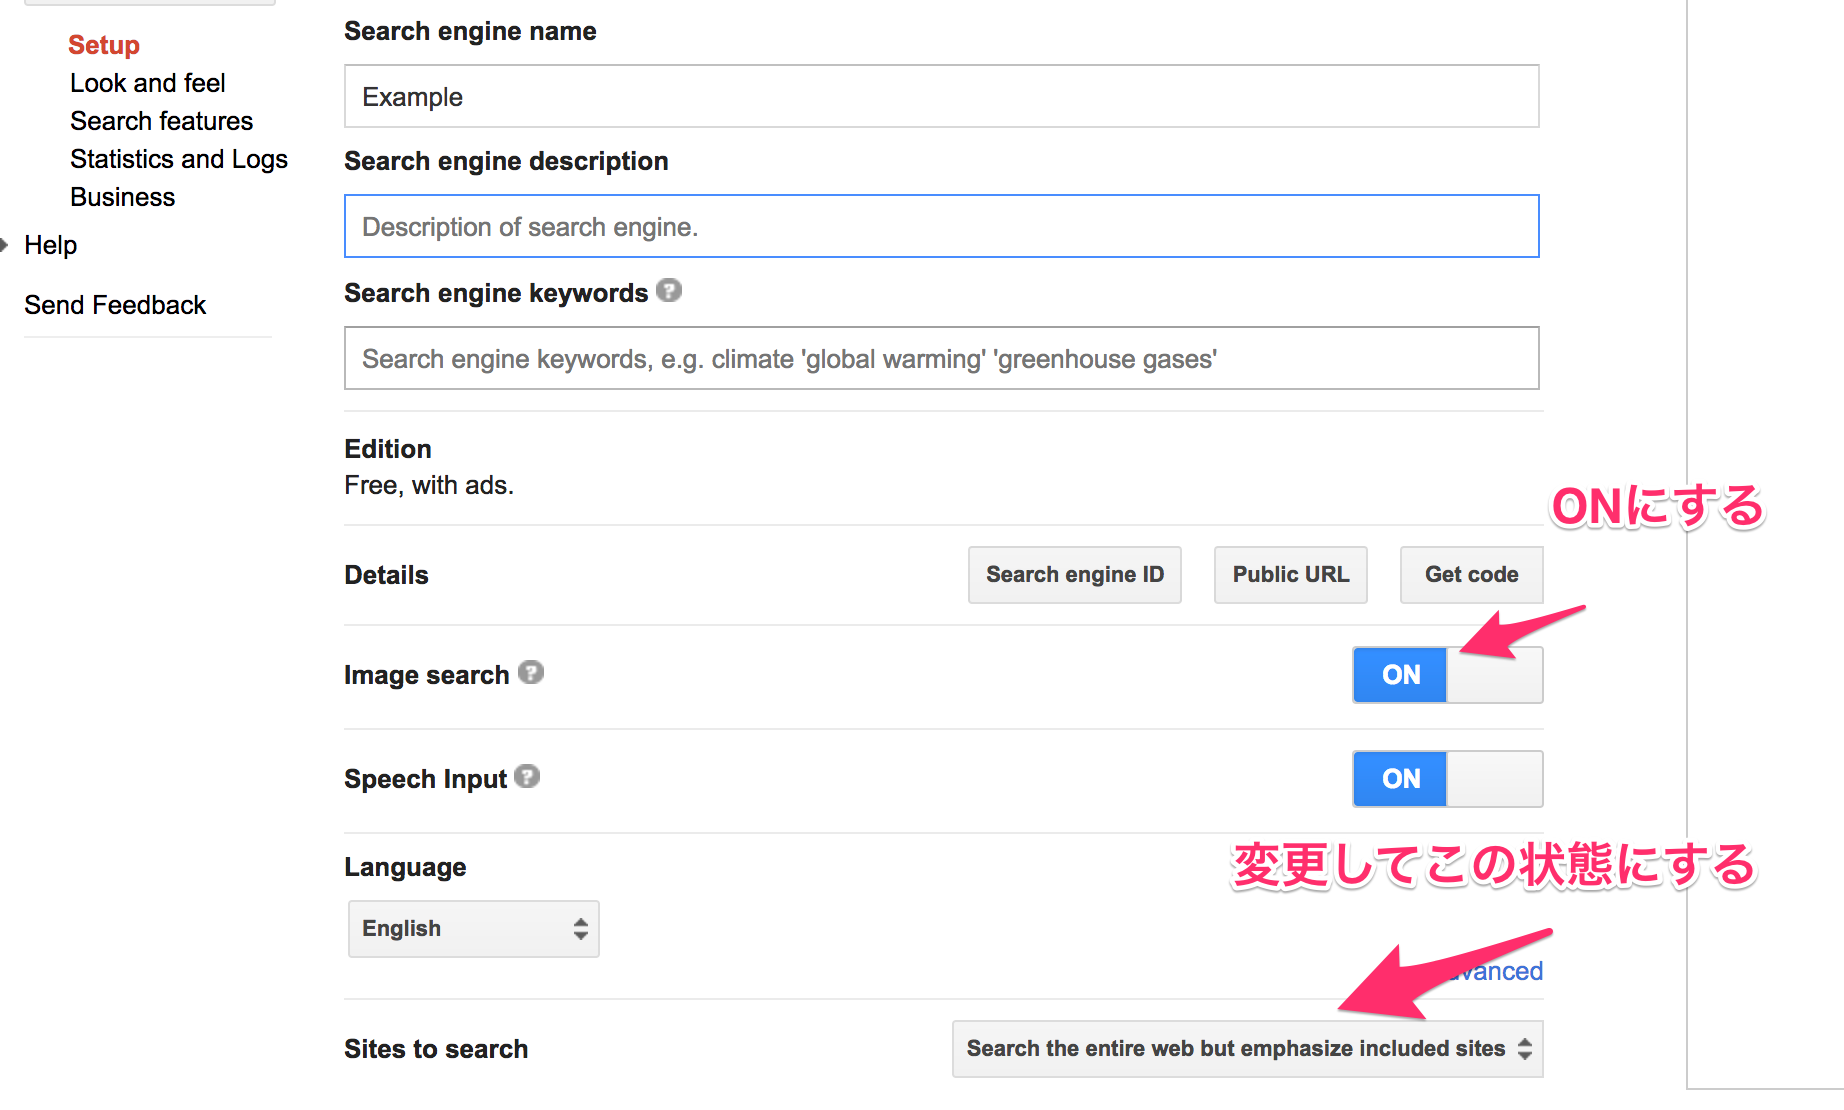 Setup
Look and feel
Search features
Statistics and Logs
Business
Help
Send Feedback
Search engine name
Example
Search engine description
Description of search engine.
Search engine keywords ?
Search engine keywords, e.g. climate 'global warming' 'greenhouse gases'
Edition
Free, with ads.
ONにする
Details
Search engine ID
Public URL
Get code
Image search ?
ON
Speech Input ?
ON
変更してこの状態にする
Language
English
vanced
Sites to search
Search the entire web but emphasize included sites